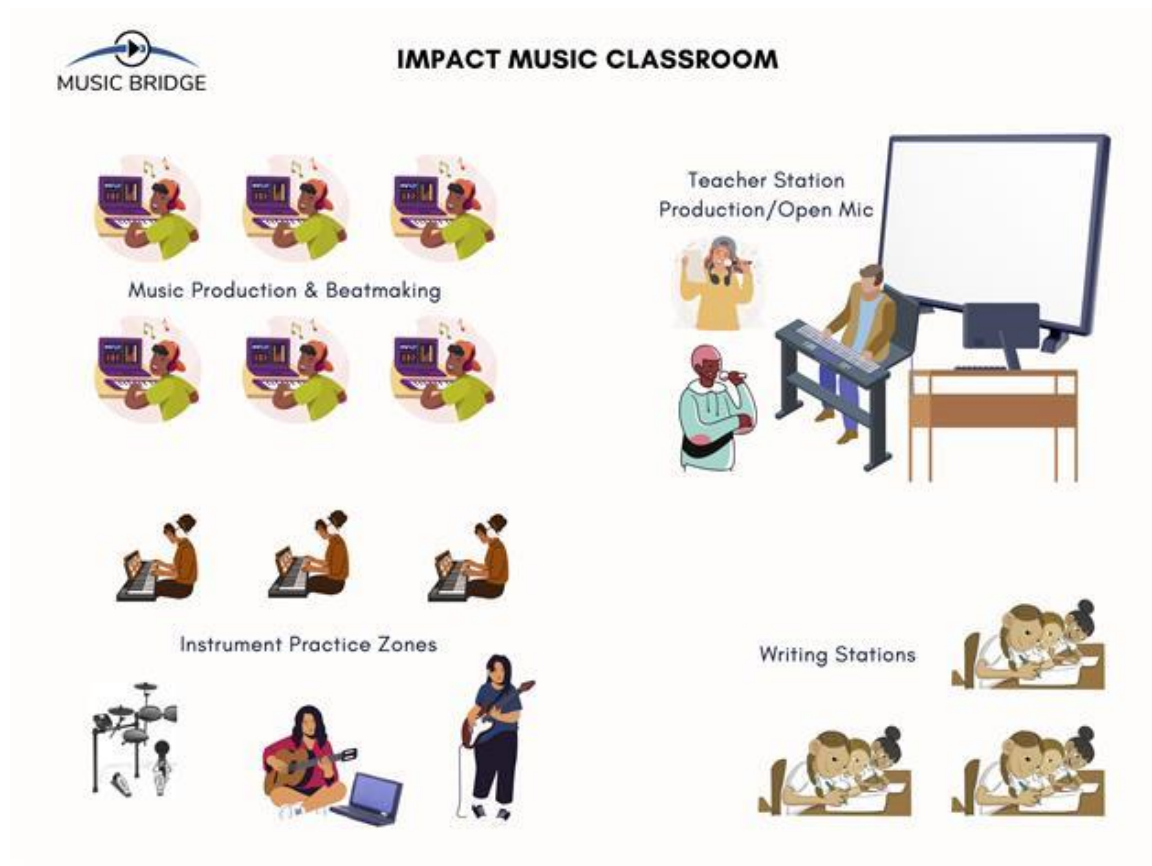 MUSIC BRIDGE
IMPACT MUSIC CLASSROOM
Teacher Station
Production/Open Mic
Music Production & Beatmaking
Instrument Practice Zones
Writing Stations